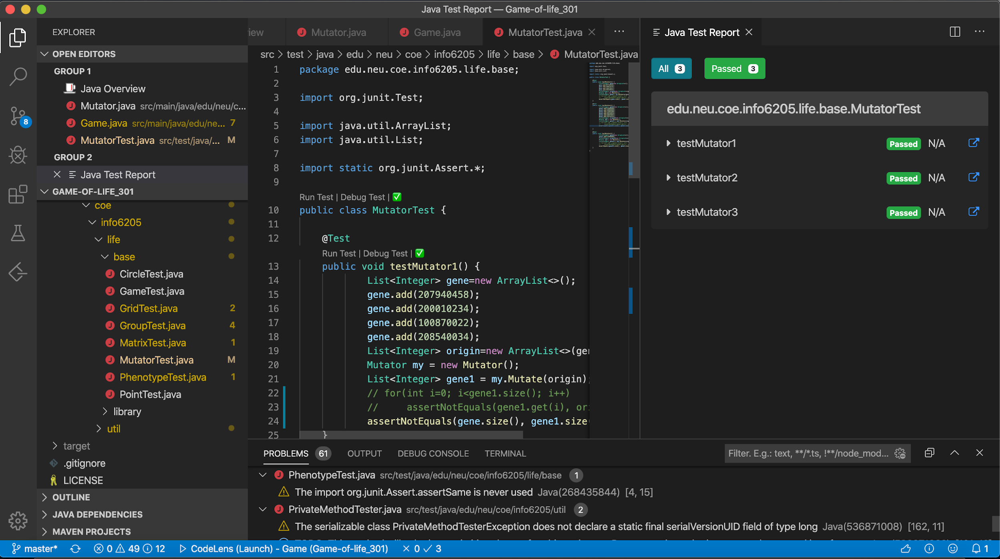 Java Test Report — Game-of-life_301
EXPLORER
OPEN EDITORS
GROUP 1
Java Overview
Mutator.java src/main/java/edu/neu/c...
Game.java src/main/java/edu/ne... 7
MutatorTest.java src/test/java/... M
GROUP 2
Java Test Report
GAME-OF-LIFE_301
coe
info6205
life
base
CircleTest.java
GameTest.java
GridTest.java 2
GroupTest.java 4
MatrixTest.java 1
MutatorTest.java M
PhenotypeTest.java 1
PointTest.java
library
util
target
.gitignore
LICENSE
OUTLINE
JAVA DEPENDENCIES
MAVEN PROJECTS
8
iew Mutator.java Game.java MutatorTest.java ...
src > test > java > edu > neu > coe > info6205 > life > base > MutatorTest.java
1 package edu.neu.coe.info6205.life.base;
2
3 import org.junit.Test;
4
5 import java.util.ArrayList;
6 import java.util.List;
7
8 import static org.junit.Assert.*;
9
Run Test | Debug Test | ✅
10 public class MutatorTest {
11
12 @Test
Run Test | Debug Test | ✅
13 public void testMutator1() {
14 List<Integer> gene=new ArrayList<>();
15 gene.add(207940458);
16 gene.add(200010234);
17 gene.add(100870022);
18 gene.add(208540034);
19 List<Integer> origin=new ArrayList<>(ge
20 Mutator my = new Mutator();
21 List<Integer> gene1 = my.Mutate(origin);
22 // for(int i=0; i<gene1.size(); i++)
23 // assertNotEquals(gene1.get(i), or
24 assertNotEquals(gene.size(), gene1.size
25 }
Java Test Report
All 3 Passed 3
edu.neu.coe.info6205.life.base.MutatorTest
testMutator1 Passed N/A
testMutator2 Passed N/A
testMutator3 Passed N/A
PROBLEMS 61 OUTPUT DEBUG CONSOLE TERMINAL Filter. E.g.: text, **/*.ts, !**/node_mod...
PhenotypeTest.java src/test/java/edu/neu/coe/info6205/life/base 1
The import org.junit.Assert.assertSame is never used Java(268435844) [4, 15]
PrivateMethodTester.java src/test/java/edu/neu/coe/info6205/util 2
The serializable class PrivateMethodTesterException does not declare a static final serialVersionUID field of type long Java(536871008) [162, 11]
master* 0 49 12 CodeLens (Launch) - Game (Game-of-life_301) 0 3 1